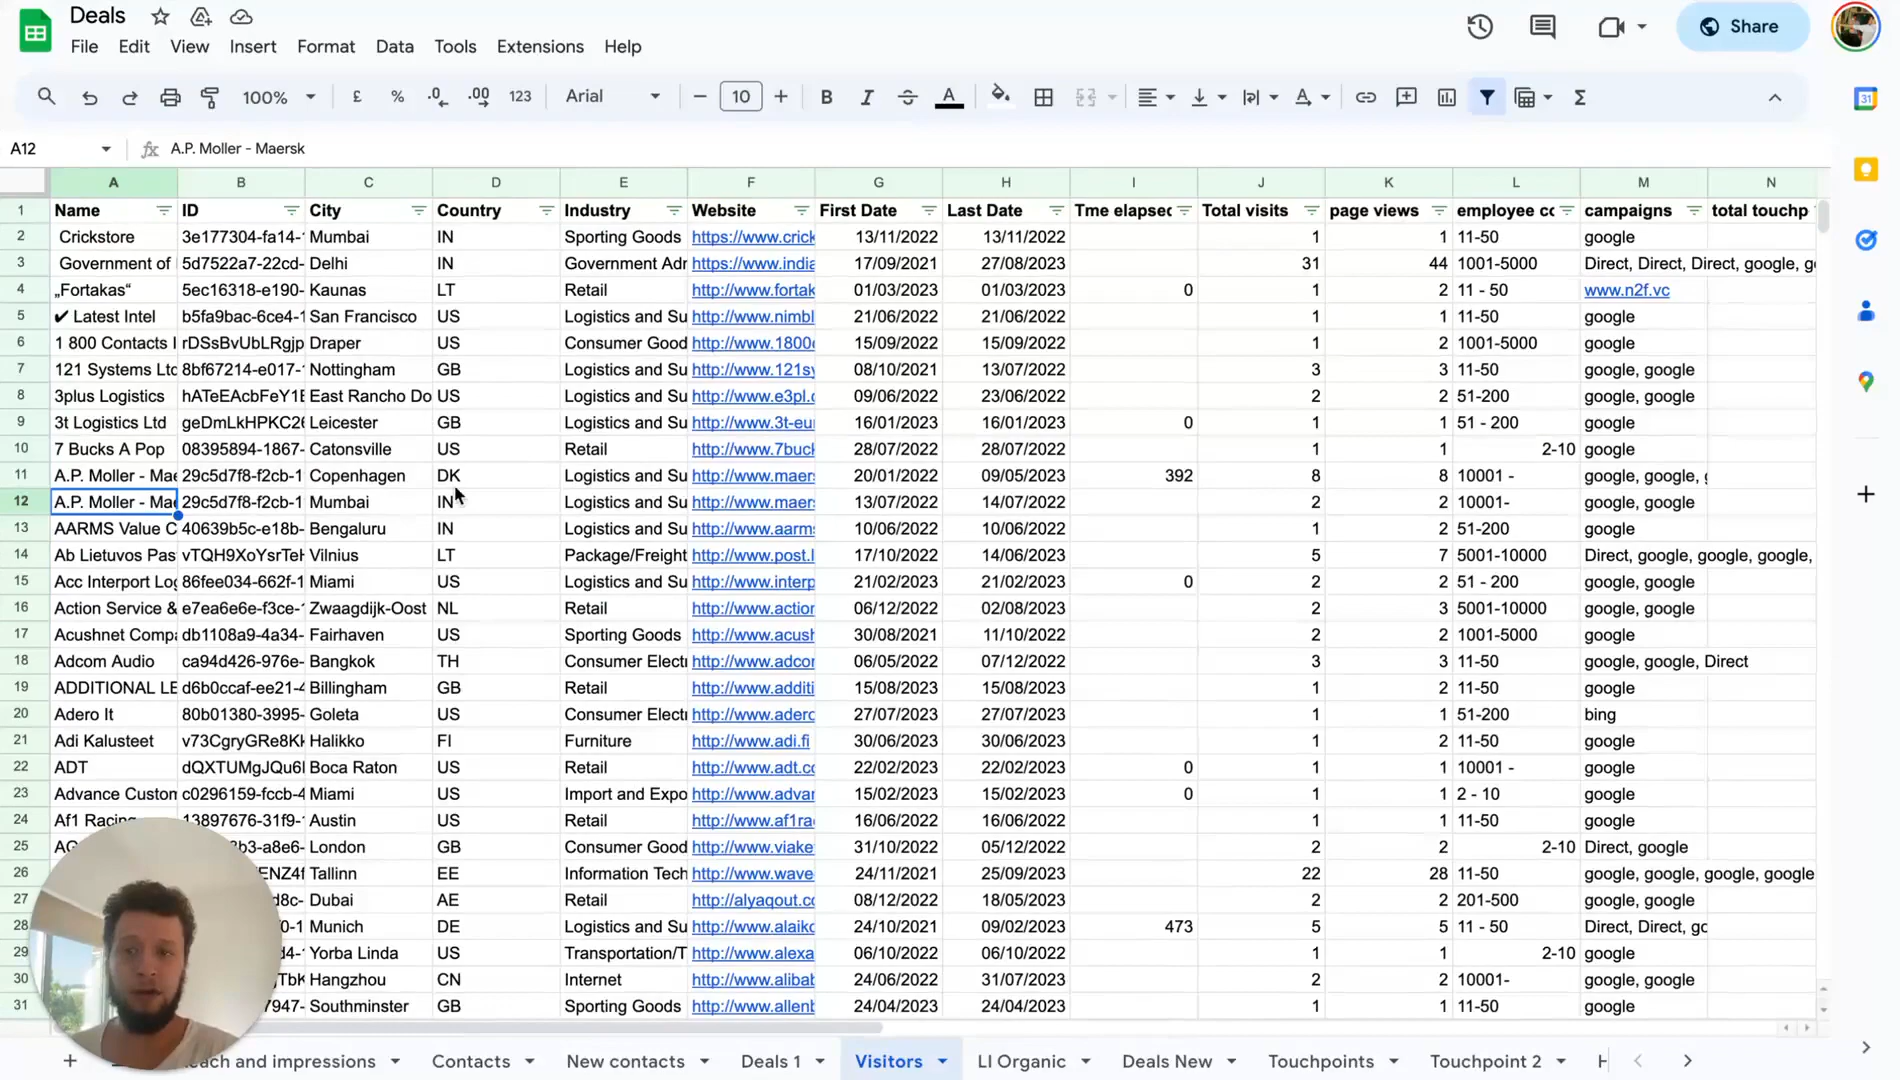 Deals
File Edit View Insert Format Data Tools Extensions Help
Share
100% £ % .0 .00 123 Arial 10 B I A
31
A12 fx A.P. Moller - Maersk
A B C D E F G H I J K L M N
1 Name ID City Country Industry Website First Date Last Date Tme elapsec Total visits page views employee cc campaigns total touchp
2 Crickstore 3e177304-fa14- Mumbai IN Sporting Goods https://www.crick 13/11/2022 13/11/2022 1 1 11-50 google
3 Government of 5d7522a7-22cd- Delhi IN Government Adr https://www.india 17/09/2021 27/08/2023 31 44 1001-5000 Direct, Direct, Direct, google, g
4 „Fortakas“ 5ec16318-e190- Kaunas LT Retail http://www.fortak 01/03/2023 01/03/2023 0 1 2 11 - 50 www.n2f.vc
5 ✔ Latest Intel b5fa9bac-6ce4-1 San Francisco US Logistics and Su http://www.nimbl 21/06/2022 21/06/2022 1 1 11-50 google
6 1 800 Contacts rDSsBvUbLRgjp Draper US Consumer Good http://www.1800 15/09/2022 15/09/2022 1 2 1001-5000 google
7 121 Systems Ltd 8bf67214-e017- Nottingham GB Logistics and Su http://www.121sy 08/10/2021 13/07/2022 3 3 11-50 google, google
8 3plus Logistics hATeEAcbFeY1E East Rancho Do US Logistics and Su http://www.e3pl. 09/06/2022 23/06/2022 2 2 51-200 google, google
9 3t Logistics Ltd geDmLkHPKC26 Leicester GB Logistics and Su http://www.3t-eu 16/01/2023 16/01/2023 0 1 1 51 - 200 google
10 7 Bucks A Pop 08395894-1867- Catonsville US Retail http://www.7buck 28/07/2022 28/07/2022 1 1 2-10 google
11 A.P. Moller - Mae 29c5d7f8-f2cb-1 Copenhagen DK Logistics and Su http://www.maers 20/01/2022 09/05/2023 392 8 8 10001 - google, google,
12 A.P. Moller - Mae 29c5d7f8-f2cb-1 Mumbai IN Logistics and Su http://www.maers 13/07/2022 14/07/2022 2 2 10001- google, google
13 AARMS Value C 40639b5c-e18b- Bengaluru IN Logistics and Su http://www.aarms 10/06/2022 10/06/2022 1 2 51-200 google
14 Ab Lietuvos Pas vTQH9XoYsrTeH Vilnius LT Package/Freight http://www.post.l 17/10/2022 14/06/2023 5 7 5001-10000 Direct, google, google, google,
15 Acc Interport Log 86fee034-662f-1 Miami US Logistics and Su http://www.interp 21/02/2023 21/02/2023 0 2 2 51 - 200 google, google
16 Action Service & e7ea6e6e-f3ce- Zwaagdijk-Oost NL Retail http://www.action 06/12/2022 02/08/2023 2 3 5001-10000 google, google
17 Acushnet Compa db1108a9-4a34- Fairhaven US Sporting Goods http://www.acush 30/08/2021 11/10/2022 2 2 1001-5000 google
18 Adcom Audio ca94d426-976e- Bangkok TH Consumer Electr http://www.adcor 06/05/2022 07/12/2022 3 3 11-50 google, google, Direct
19 ADDITIONAL LE d6b0ccaf-ee21-4 Billingham GB Retail http://www.additi 15/08/2023 15/08/2023 1 2 11-50 google
20 Adero It 80b01380-3995- Goleta US Consumer Electr http://www.adero 27/07/2023 27/07/2023 1 1 51-200 bing
21 Adi Kalusteet v73CgryGRe8Kk Halikko FI Furniture http://www.adi.fi 30/06/2023 30/06/2023 1 2 11-50 google
22 ADT dQXTUMgJQu6l Boca Raton US Retail http://www.adt.cc 22/02/2023 22/02/2023 0 1 1 10001 - google
23 Advance Custom c0296159-fccb-4 Miami US Import and Expo http://www.advar 15/02/2023 15/02/2023 0 1 1 2 - 10 google
24 Af1 Racing 13897676-31f9- Austin US Retail http://www.af1ra 16/06/2022 16/06/2022 1 1 11-50 google
25 AG b3-a8e6- London GB Consumer Good http://www.viake 31/10/2022 05/12/2022 2 2 2-10 Direct, google
26 ENZ4f Tallinn EE Information Tech http://www.wave 24/11/2021 25/09/2023 22 28 11-50 google, google, google, google
27 d8c- Dubai AE Retail http://alyaqout.cc 08/12/2022 18/05/2023 2 2 201-500 google, google
28 0-1 Munich DE Logistics and Su http://www.alaikc 24/10/2021 09/02/2023 473 5 5 11 - 50 Direct, Direct, gc
29 d4- Yorba Linda US Transportation/T http://www.alexa 06/10/2022 06/10/2022 1 1 2-10 google
30 TbK Hangzhou CN Internet http://www.alibab 24/06/2022 31/07/2023 2 2 10001- google, google
31 7947- Southminster GB Sporting Goods http://www.allenb 24/04/2023 24/04/2023 1 1 11-50 google
each and impressions Contacts New contacts Deals 1 Visitors LI Organic Deals New Touchpoints Touchpoint 2